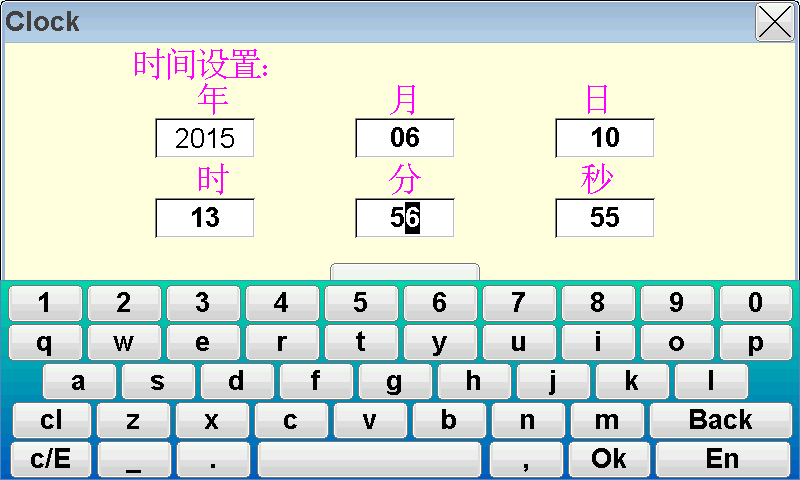 Clock
时间设置:
年 月 日
2015 06 10
时 分 秒
13 56 55
1 2 3 4 5 6 7 8 9 0
q w e r t y u i o p
a s d f g h j k l
cl z x c v b n m Back
c/E _ . , Ok En